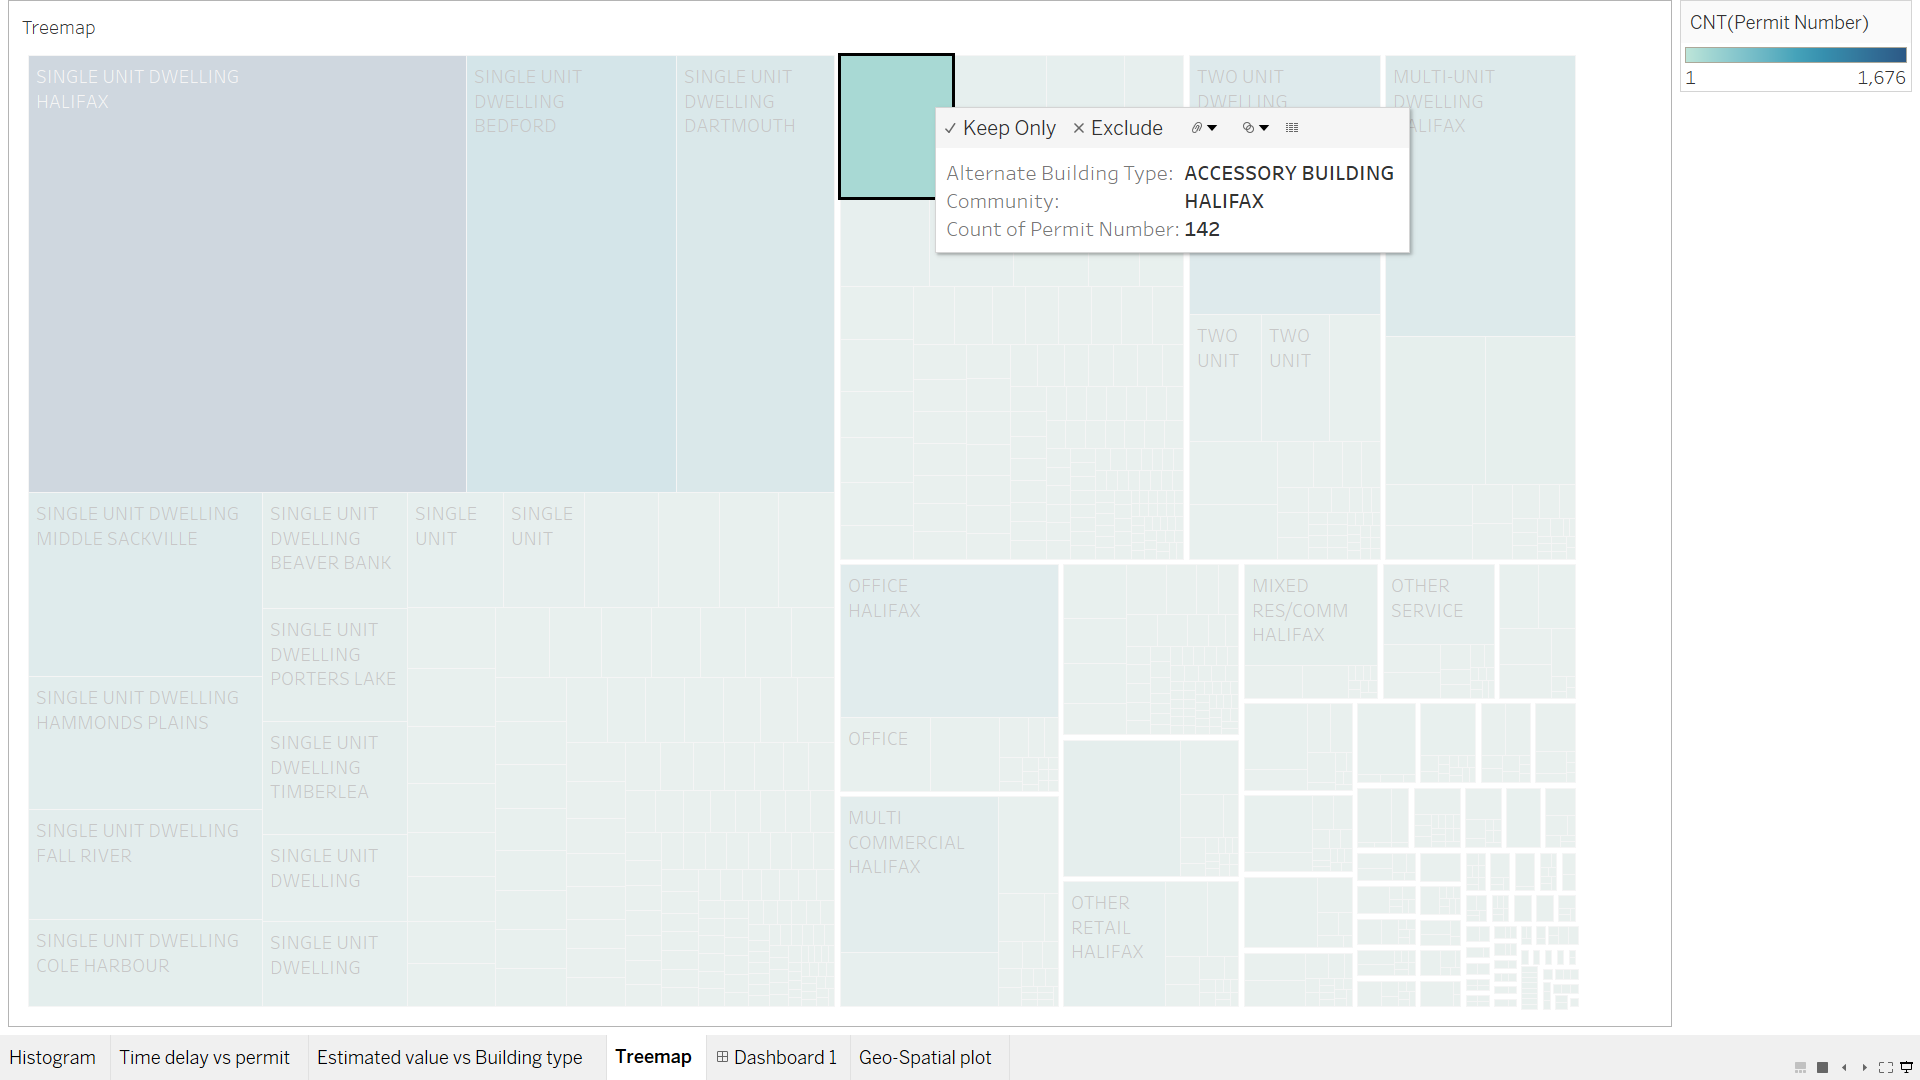 Treemap
CNT(Permit Number)
1
1,676
SINGLE UNIT DWELLING
HALIFAX
SINGLE UNIT
DWELLING
BEDFORD
SINGLE UNIT
DWELLING
DARTMOUTH
TWO UNIT
DWELLING
MULTI-UNIT
DWELLING
HALIFAX
Keep Only
Exclude
Alternate Building Type: ACCESSORY BUILDING
Community: HALIFAX
Count of Permit Number: 142
TWO
UNIT
TWO
UNIT
SINGLE UNIT DWELLING
MIDDLE SACKVILLE
SINGLE UNIT
DWELLING
BEAVER BANK
SINGLE
UNIT
SINGLE
UNIT
OFFICE
HALIFAX
MIXED
RES/COMM
HALIFAX
OTHER
SERVICE
SINGLE UNIT
DWELLING
PORTERS LAKE
SINGLE UNIT DWELLING
HAMMONDS PLAINS
SINGLE UNIT
DWELLING
TIMBERLEA
OFFICE
SINGLE UNIT DWELLING
FALL RIVER
MULTI
COMMERCIAL
HALIFAX
SINGLE UNIT
DWELLING
OTHER
RETAIL
HALIFAX
SINGLE UNIT DWELLING
COLE HARBOUR
SINGLE UNIT
DWELLING
Histogram
Time delay vs permit
Estimated value vs Building type
Treemap
Dashboard 1
Geo-Spatial plot